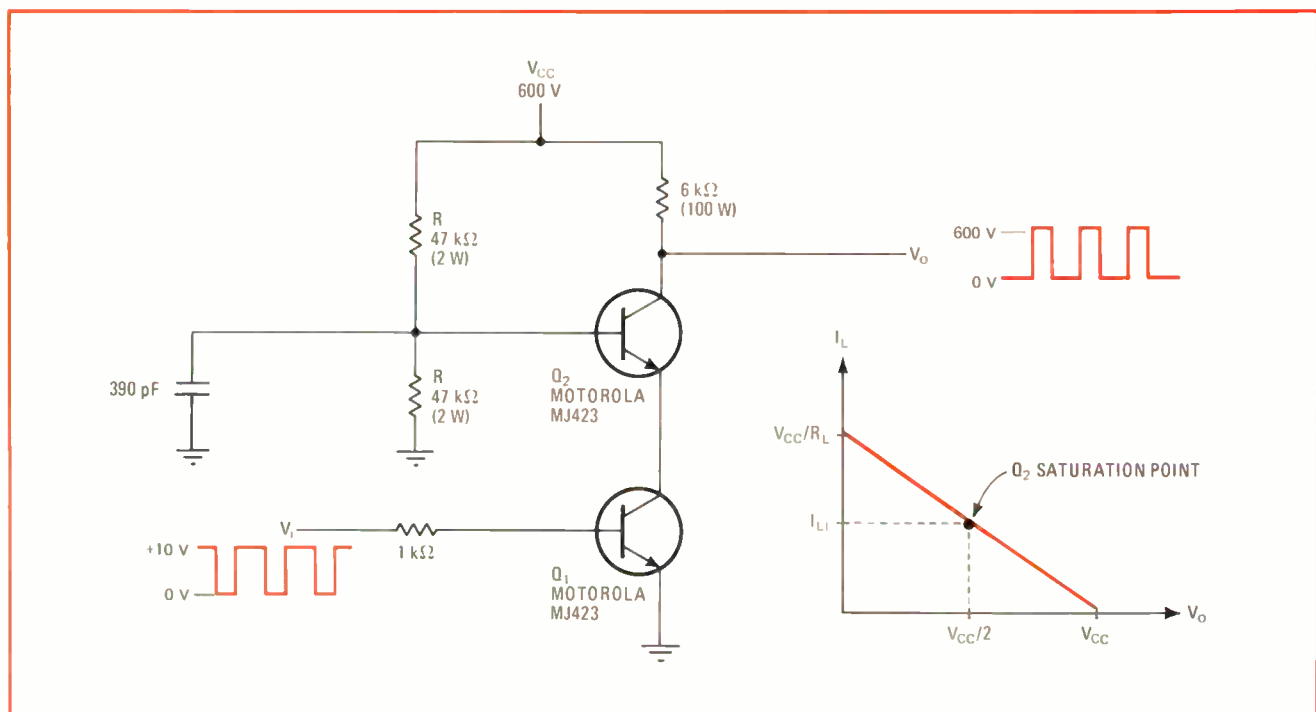 V_CC
600 V
6 kΩ
(100 W)
R
47 kΩ
(2 W)
V_O
600 V
0 V
390 pF
R
47 kΩ
(2 W)
Q_2
MOTOROLA
MJ423
I_L
V_CC/R_L
Q_2 SATURATION POINT
I_L1
V_CC/2
V_CC
V_O
V_I
+10 V
0 V
1 kΩ
Q_1
MOTOROLA
MJ423